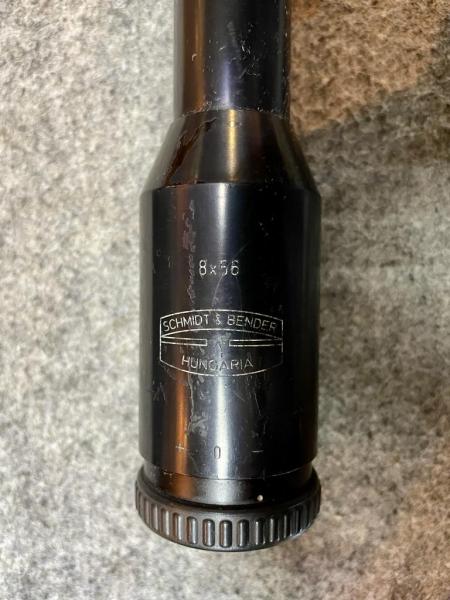 8x56
SCHMIDT & BENDER
HUNGARIA
+ 0 -